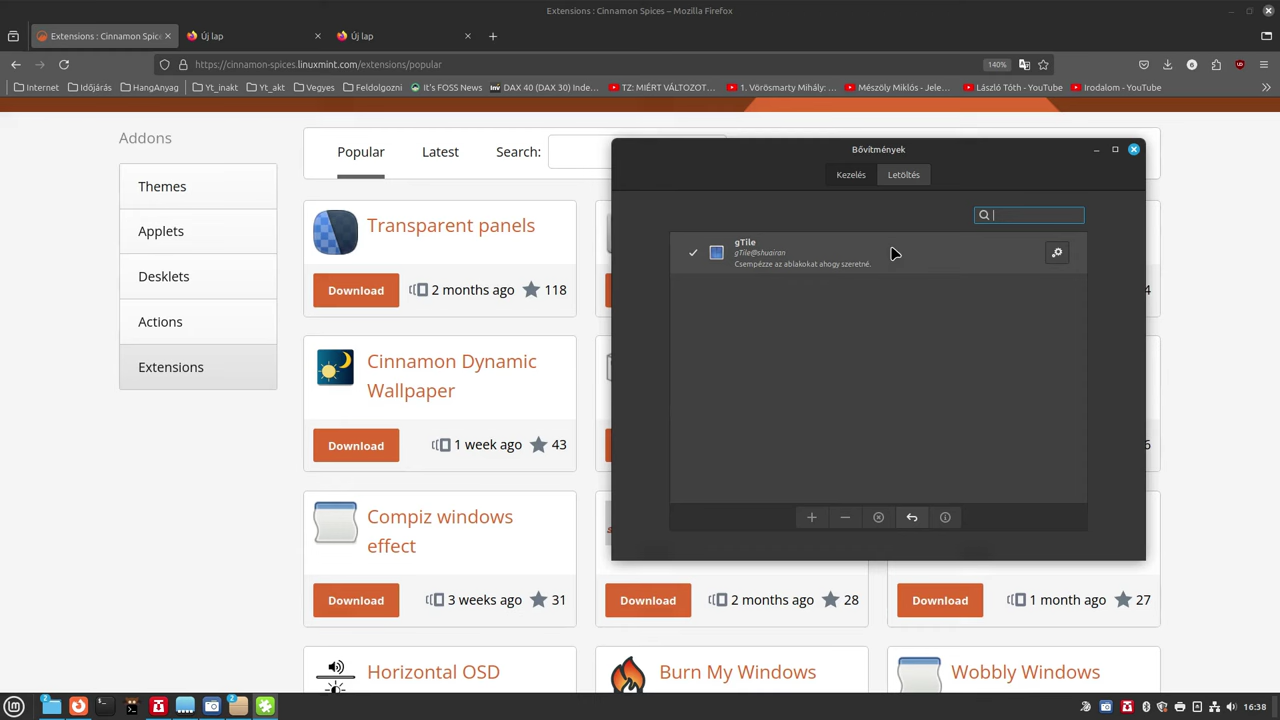 Extensions : Cinnamon Spices – Mozilla Firefox
Extensions : Cinnamon Spice
Új lap
Új lap
https://cinnamon-spices.linuxmint.com/extensions/popular
140%
Internet
Időjárás
HangAnyag
Yt_inakt
Yt_akt
Vegyes
Feldolgozni
It's FOSS News
DAX 40 (DAX 30) Inde…
TZ: MIÉRT VÁLTOZOT…
1. Vörösmarty Mihály: …
Mészöly Miklós - Jele…
László Tóth - YouTube
Irodalom - YouTube
Addons
Themes
Applets
Desklets
Actions
Extensions
Popular
Latest
Search:
Transparent panels
Download
2 months ago
118
Cinnamon Dynamic
Wallpaper
Download
1 week ago
43
Compiz windows
effect
Download
3 weeks ago
31
Download
2 months ago
28
Download
1 month ago
27
Horizontal OSD
Burn My Windows
Wobbly Windows
Bővítmények
Kezelés
Letöltés
gTile
gTile@shuairan
Csempézze az ablakokat ahogy szeretné.
4
6
2
2
16:38